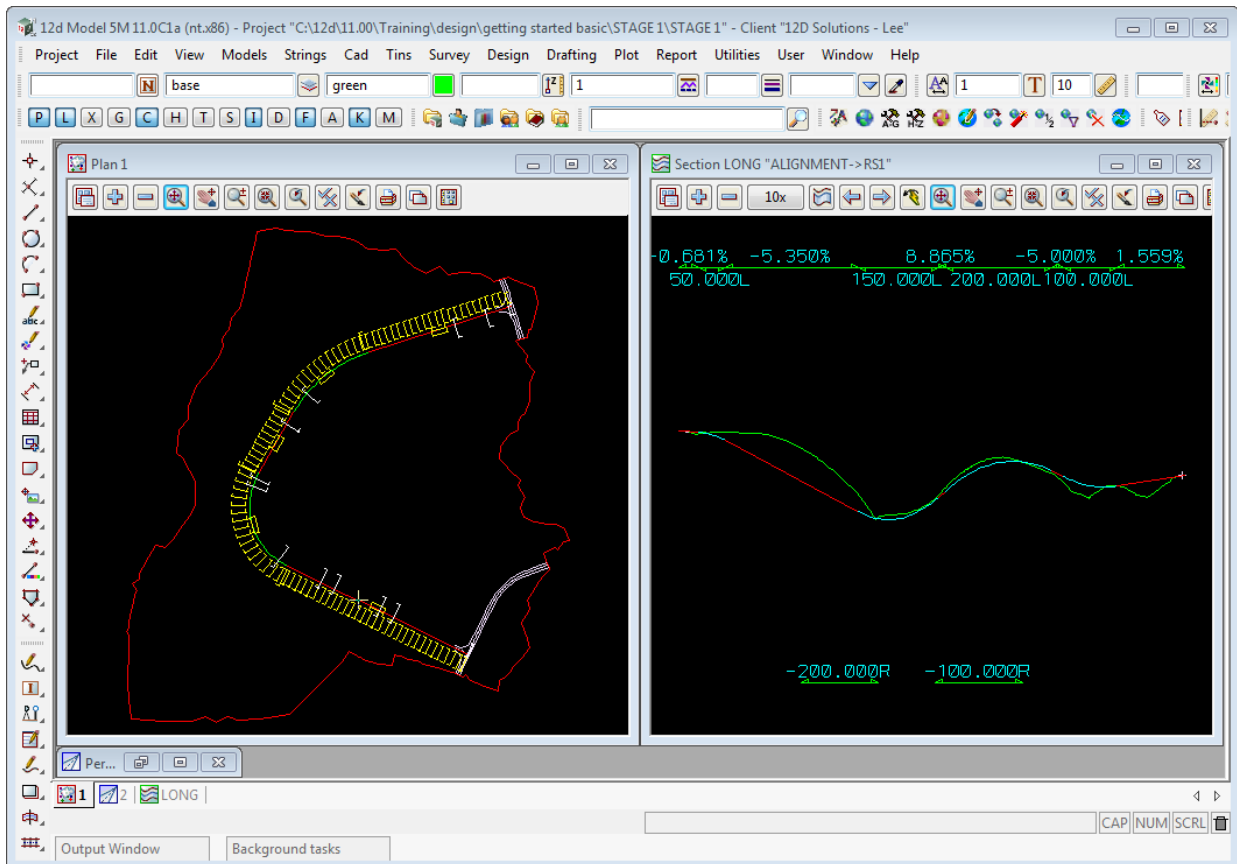 12d Model 5M 11.0C1a (nt.x86) - Project "C:\12d\11.00\Training\design\getting started basic\STAGE 1\STAGE 1" - Client "12D Solutions - Lee"
Project File Edit View Models Strings Cad Tins Survey Design Drafting Plot Report Utilities User Window Help
N base green 1 1 T 10
P L X G C H T S I D F A K M
Plan 1
Section LONG "ALIGNMENT->RS1"
10x
-0.681% -5.350% 8.865% -5.000% 1.559%
50.000L 150.000L 200.000L 100.000L
-200.000R -100.000R
abc
Per...
1 2 LONG
CAP NUM SCRL
Output Window Background tasks